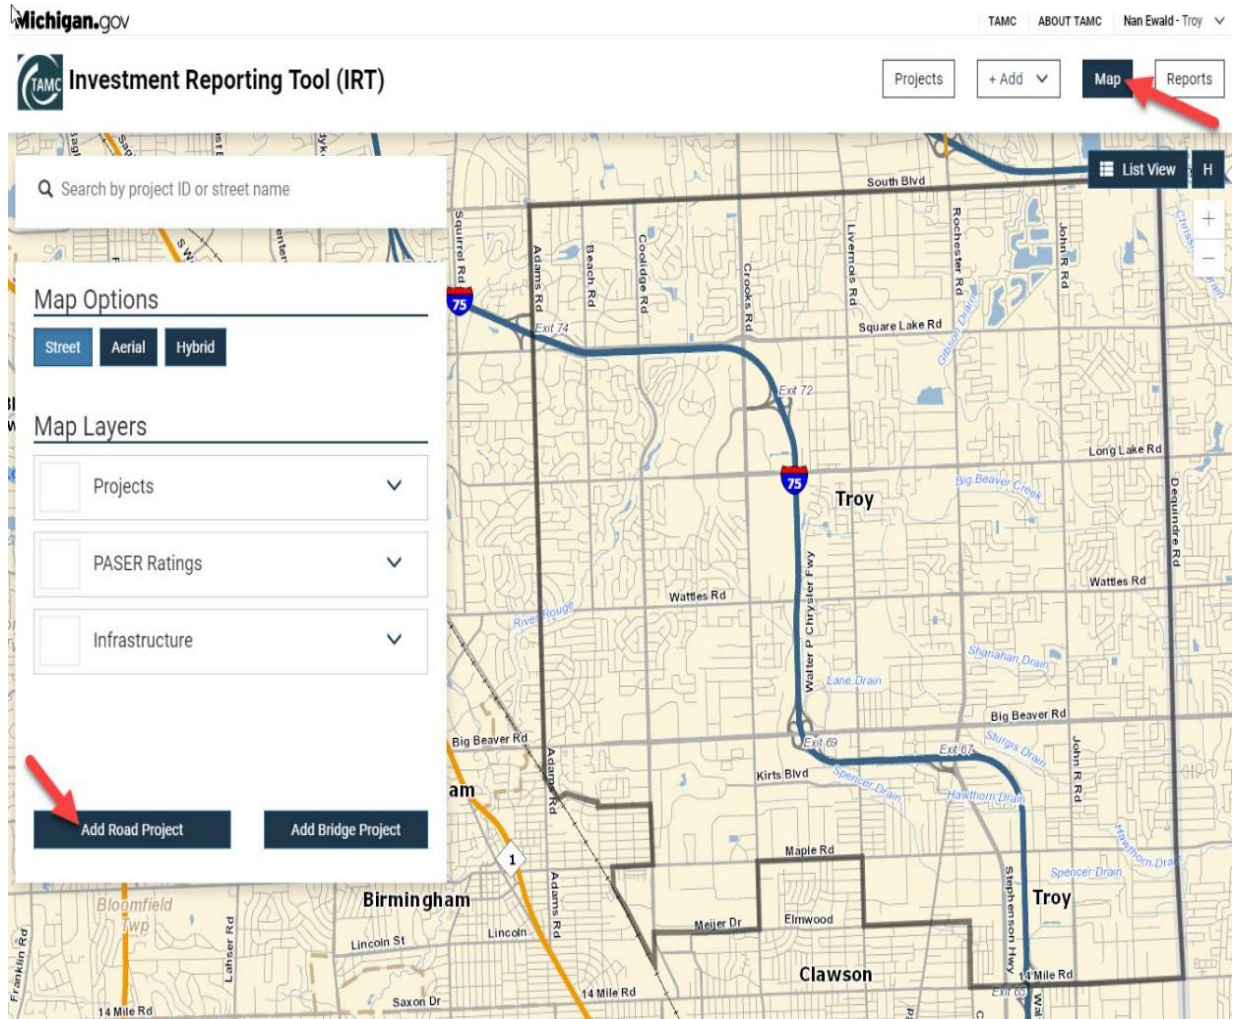 Michigan.gov
TAMC ABOUT TAMC Nan Ewald - Troy
TAMC Investment Reporting Tool (IRT)
Projects + Add Map Reports
Search by project ID or street name
List View H
+
−
Map Options
Street Aerial Hybrid
Map Layers
Projects
PASER Ratings
Infrastructure
Add Road Project Add Bridge Project
South Blvd
Squirrel Rd
Adams Rd
Beach Rd
Coolidge Rd
Crooks Rd
Livernois Rd
Rochester Rd
John R Rd
75
Exit 74
Square Lake Rd
Gibson Drain
Exit 72
Long Lake Rd
75
Troy
Big Beaver Creek
Dequindre Rd
Wattles Rd
Wattles Rd
River Rouge
Walter P Chrysler Fwy
Shanahan Drain
Lane Drain
Big Beaver Rd
Big Beaver Rd
Exit 69
Exit 67
Sturgis Drain
John R Rd
Adams Rd
Kirts Blvd
Spencer Drain
Hawthorn Drain
am
Maple Rd
1
Spencer Drain
Stephenson Hwy
Troy
Birmingham
Adams Rd
Bloomfield
Twp
Meijer Dr
Elmwood
Lincoln St
Lincoln
Lahser Rd
Franklin Rd
Clawson
14 Mile Rd
14 Mile Rd
Saxon Dr
14 Mile Rd